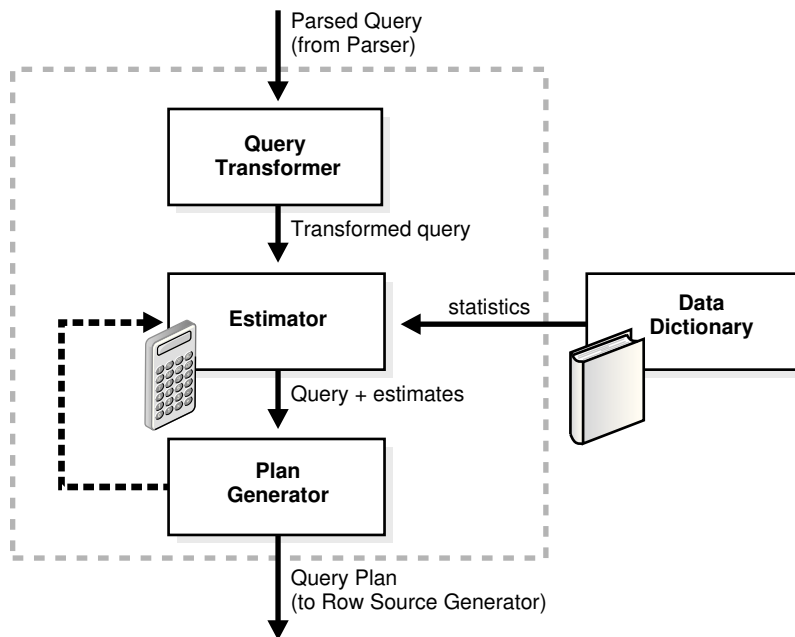 Parsed Query
(from Parser)
Query
Transformer
Transformed query
Estimator
statistics
Data
Dictionary
Query + estimates
Plan
Generator
Query Plan
(to Row Source Generator)